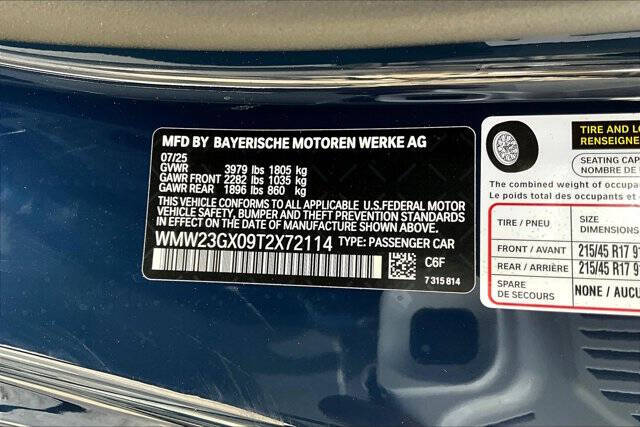 MFD BY BAYERISCHE MOTOREN WERKE AG
07/25
GVWR 3979 lbs 1805 kg
GAWR FRONT 2282 lbs 1035 kg
GAWR REAR 1896 lbs 860 kg
THIS VEHICLE CONFORMS TO ALL APPLICABLE U.S.FEDERAL MOTOR
VEHICLE SAFETY, BUMPER AND THEFT PREVENTION STANDARDS
IN EFFECT ON THE DATE OF MANUFACTURE SHOWN ABOVE.
WMW23GX09T2X72114 TYPE: PASSENGER CAR
C6F
7 315 814
TIRE AND
SEATING CAP
NOMBRE DE
The combined weight of occupa
Le poids total des occupants
TIRE / PNEU SIZE
DIMENSIONS
FRONT / AVANT 215/45 R17 9
REAR / ARRIÈRE 215/45 R17 9
SPARE
DE SECOURS NONE / AUCU